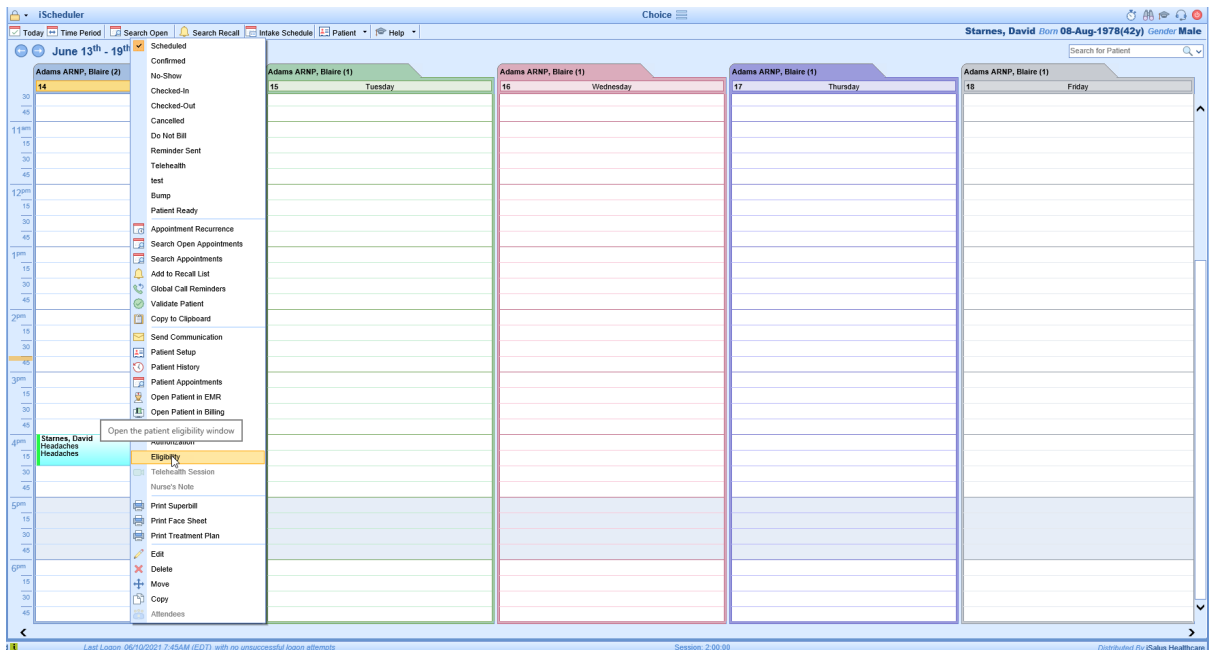 iScheduler
Choice
Today Time Period Search Open Search Recall Intake Schedule Patient Help
Starnes, David Born 08-Aug-1978(42y) Gender Male
June 13th - 19th
Search for Patient
Adams ARNP, Blaire (2)
Adams ARNP, Blaire (1)
Adams ARNP, Blaire (1)
Adams ARNP, Blaire (1)
Adams ARNP, Blaire (1)
14
15 Tuesday
16 Wednesday
17 Thursday
18 Friday
30
45
11am
15
30
45
12pm
15
30
45
1pm
15
30
45
2pm
15
30
45
3pm
15
30
45
4pm
15
30
45
5pm
15
30
45
6pm
15
30
45
Starnes, David
Headaches
Headaches
Scheduled
Confirmed
No-Show
Checked-In
Checked-Out
Cancelled
Do Not Bill
Reminder Sent
Telehealth
test
Bump
Patient Ready
Appointment Recurrence
Search Open Appointments
Search Appointments
Add to Recall List
Global Call Reminders
Validate Patient
Copy to Clipboard
Send Communication
Patient Setup
Patient History
Patient Appointments
Open Patient in EMR
Open Patient in Billing
Open the patient eligibility window
Authorization
Eligibility
Telehealth Session
Nurse's Note
Print Superbill
Print Face Sheet
Print Treatment Plan
Edit
Delete
Move
Copy
Attendees
Last Logon 06/10/2021 7:45AM (EDT) with no unsuccessful logon attempts
Session: 2:00:00
Distributed By iSalus Healthcare